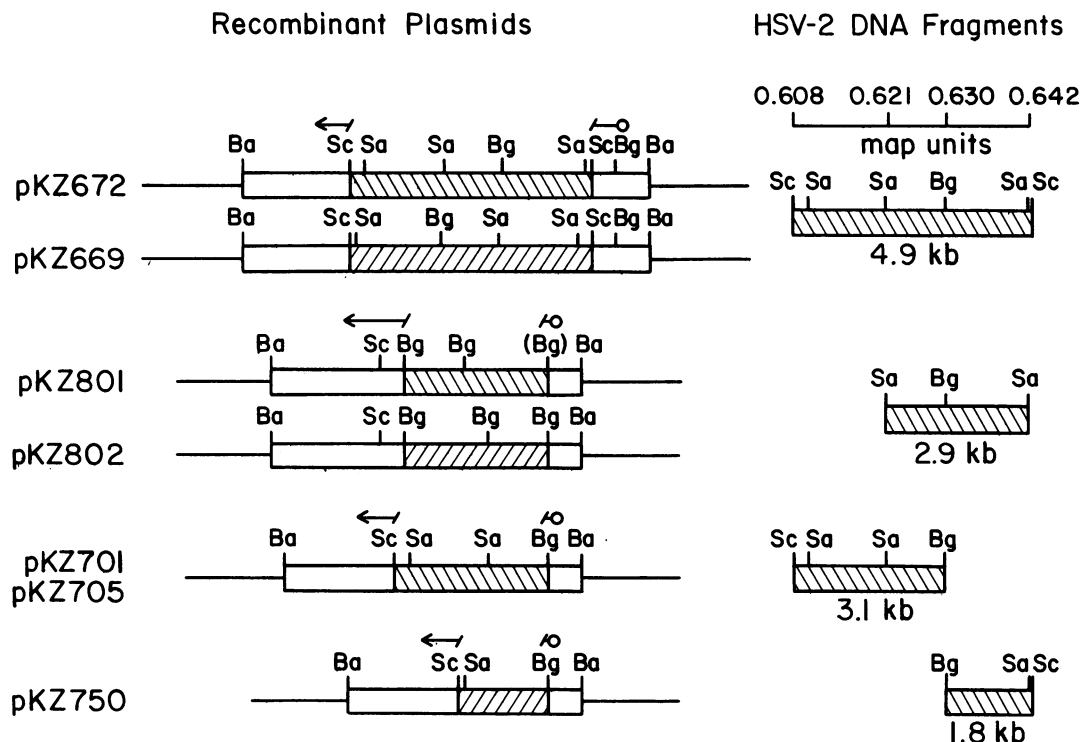 Recombinant Plasmids
HSV-2 DNA Fragments
0.608 0.621 0.630 0.642
map units
Ba Sc Sa Sa Bg Sa Sc Bg Ba
pKZ672
Sc Sa Sa Bg Sa Sc
4.9 kb
Ba Sc Sa Bg Sa Sa Sc Bg Ba
pKZ669
Ba Sc Bg Bg (Bg) Ba
pKZ801
Sa Bg Sa
2.9 kb
Ba Sc Bg Bg Bg Ba
pKZ802
Ba Sc Sa Sa Bg Ba
pKZ701
pKZ705
Sc Sa Sa Bg
3.1 kb
Ba Sc Sa Bg Ba
pKZ750
Bg Sa Sc
1.8 kb